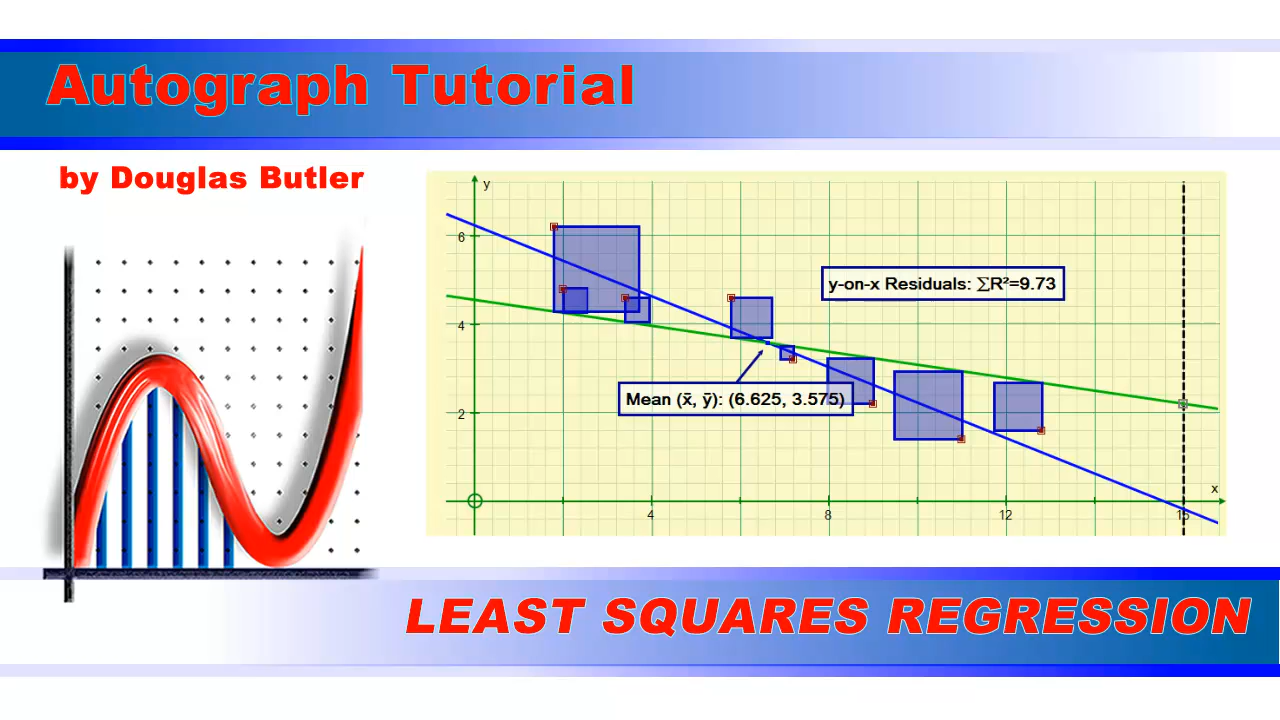 Autograph Tutorial
by Douglas Butler
y
6
y-on-x Residuals: ∑R²=9.73
4
Mean (x̄, ȳ): (6.625, 3.575)
2
x
4 8 12 16
LEAST SQUARES REGRESSION